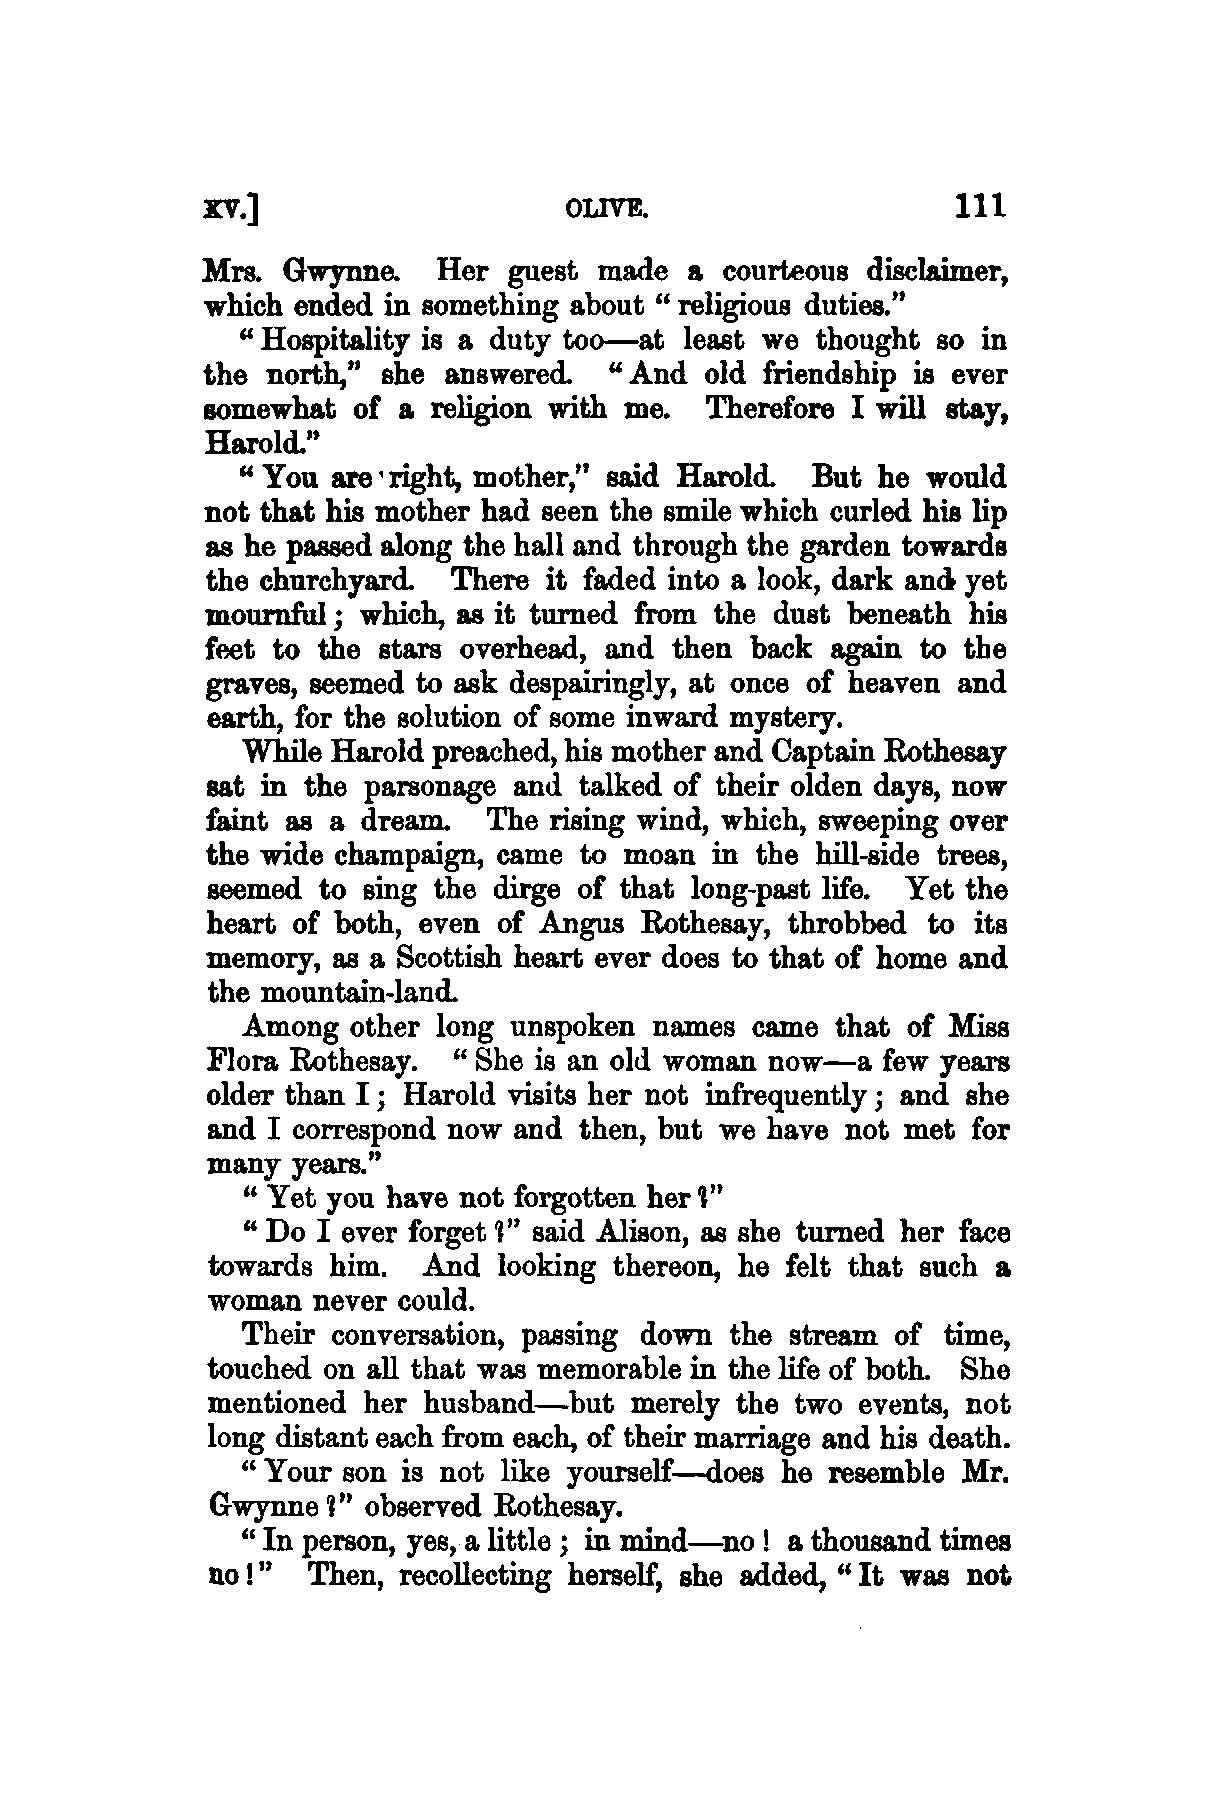 XV.] OLIVE. 111
Mrs. Gwynne. Her guest made a courteous disclaimer,
which ended in something about “religious duties.”
“Hospitality is a duty too—at least we thought so in
the north,” she answered. “And old friendship is ever
somewhat of a religion with me. Therefore I will stay,
Harold.”
“You are right, mother,” said Harold. But he would
not that his mother had seen the smile which curled his lip
as he passed along the hall and through the garden towards
the churchyard. There it faded into a look, dark and yet
mournful; which, as it turned from the dust beneath his
feet to the stars overhead, and then back again to the
graves, seemed to ask despairingly, at once of heaven and
earth, for the solution of some inward mystery.
While Harold preached, his mother and Captain Rothesay
sat in the parsonage and talked of their olden days, now
faint as a dream. The rising wind, which, sweeping over
the wide champaign, came to moan in the hill-side trees,
seemed to sing the dirge of that long-past life. Yet the
heart of both, even of Angus Rothesay, throbbed to its
memory, as a Scottish heart ever does to that of home and
the mountain-land.
Among other long unspoken names came that of Miss
Flora Rothesay. “She is an old woman now—a few years
older than I; Harold visits her not infrequently; and she
and I correspond now and then, but we have not met for
many years.”
“Yet you have not forgotten her?”
“Do I ever forget?” said Alison, as she turned her face
towards him. And looking thereon, he felt that such a
woman never could.
Their conversation, passing down the stream of time,
touched on all that was memorable in the life of both. She
mentioned her husband—but merely the two events, not
long distant each from each, of their marriage and his death.
“Your son is not like yourself—does he resemble Mr.
Gwynne?” observed Rothesay.
“In person, yes, a little; in mind—no! a thousand times
no!” Then, recollecting herself, she added, “It was not